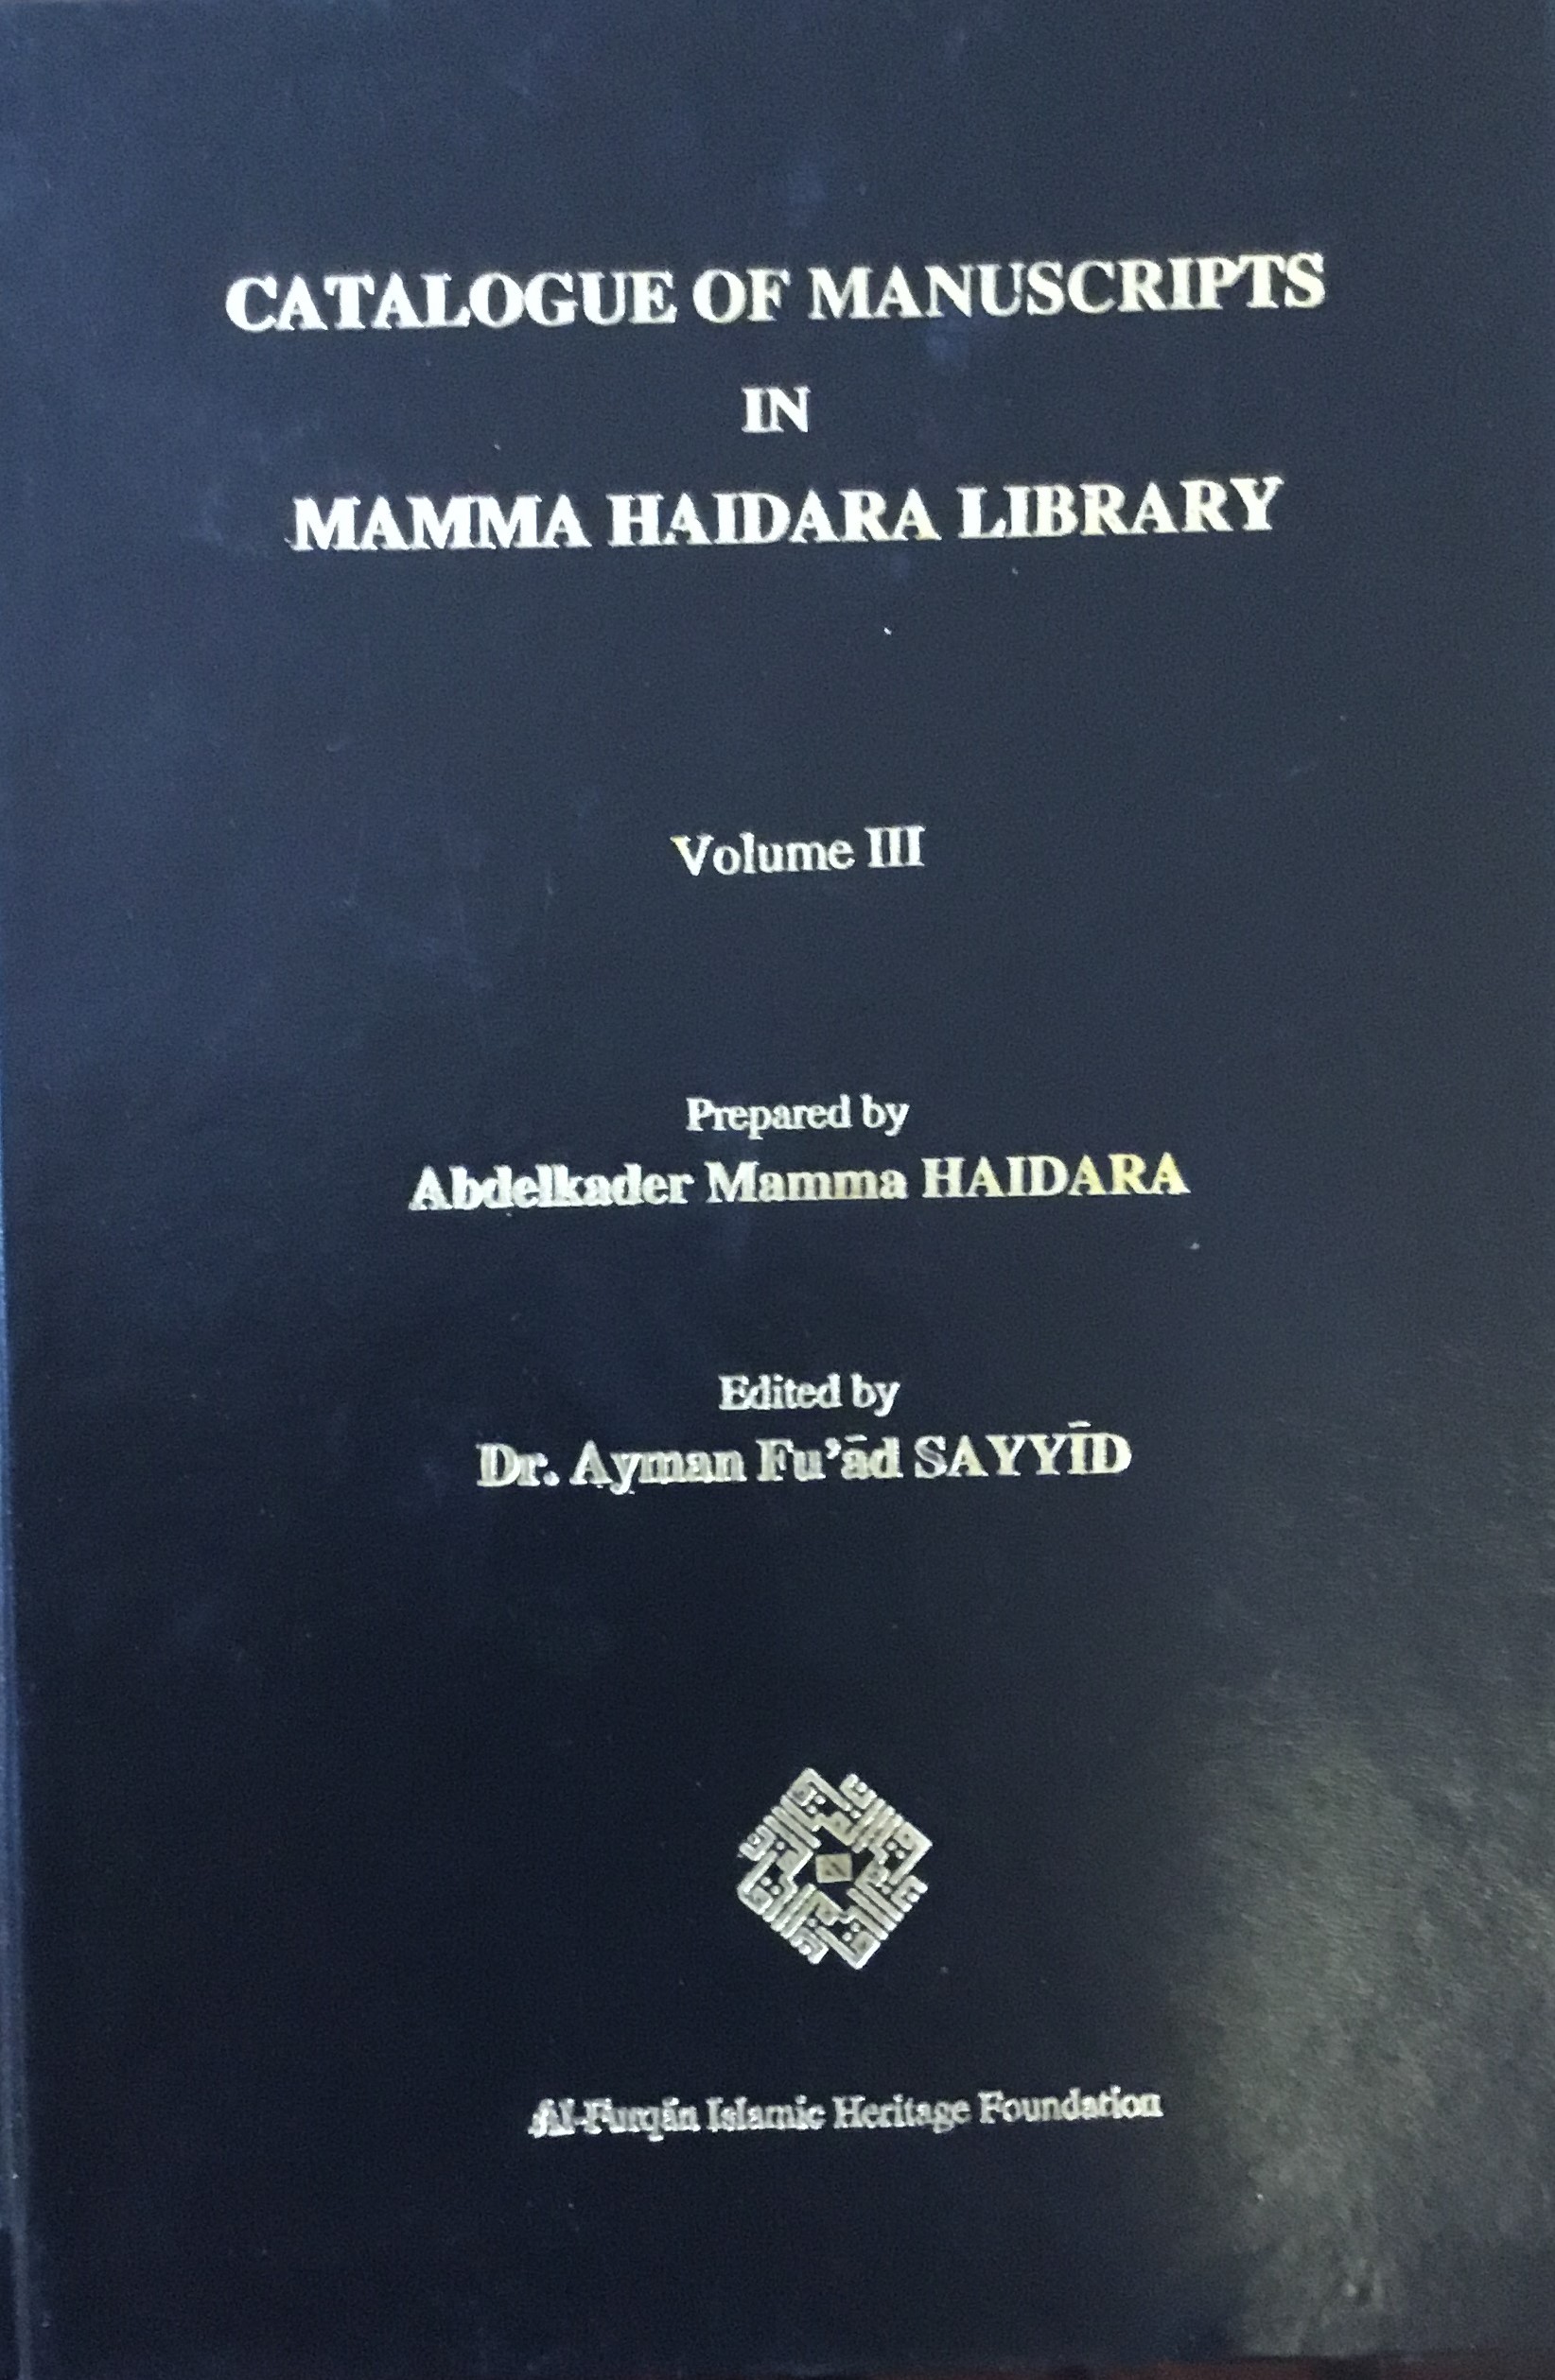 CATALOGUE OF MANUSCRIPTS
IN
MAMMA HAIDARA LIBRARY
Volume III
Prepared by
Abdelkader Mamma HAIDARA
Edited by
Dr. Ayman Fu'ād SAYYĪD
Al-Furqān Islamic Heritage Foundation